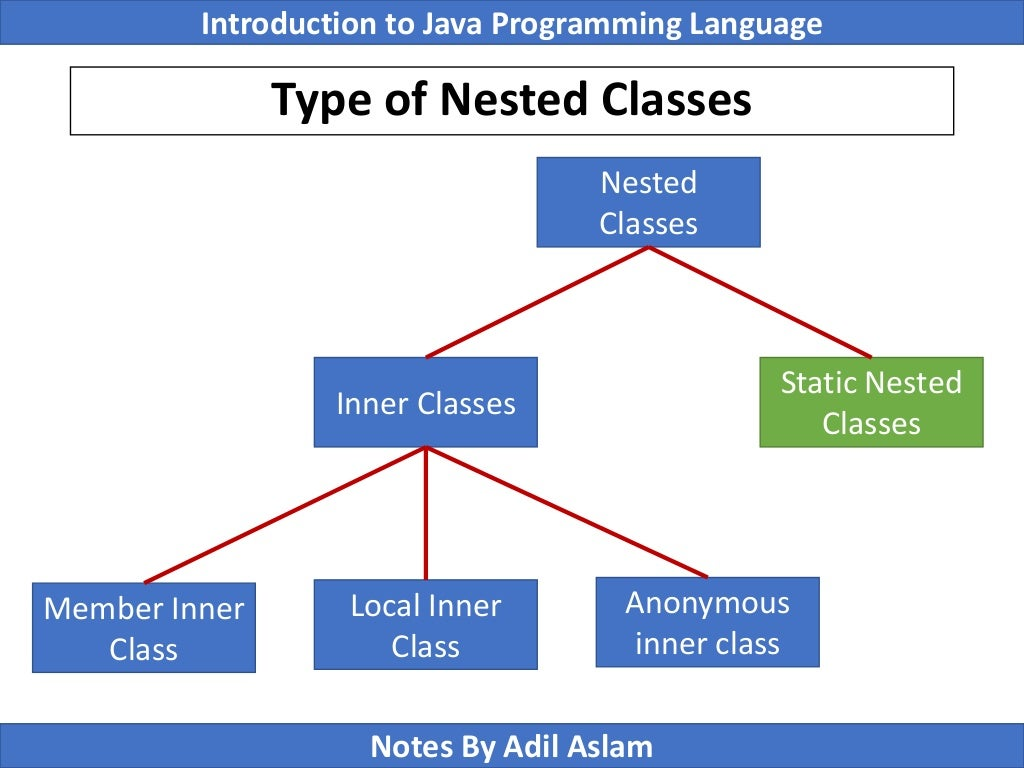 Introduction to Java Programming Language
Type of Nested Classes
Nested
Classes
Inner Classes
Static Nested
Classes
Member Inner
Class
Local Inner
Class
Anonymous
inner class
Notes By Adil Aslam